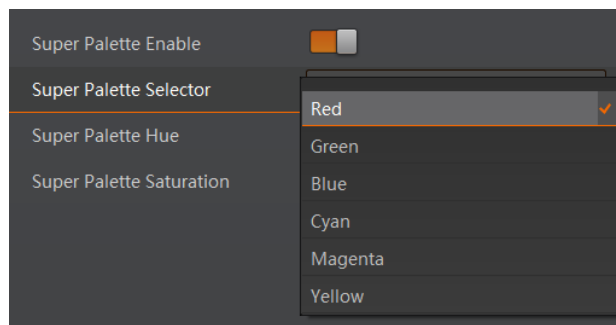 Super Palette Enable
Super Palette Selector
Red
Green
Super Palette Hue
Blue
Super Palette Saturation
Cyan
Magenta
Yellow